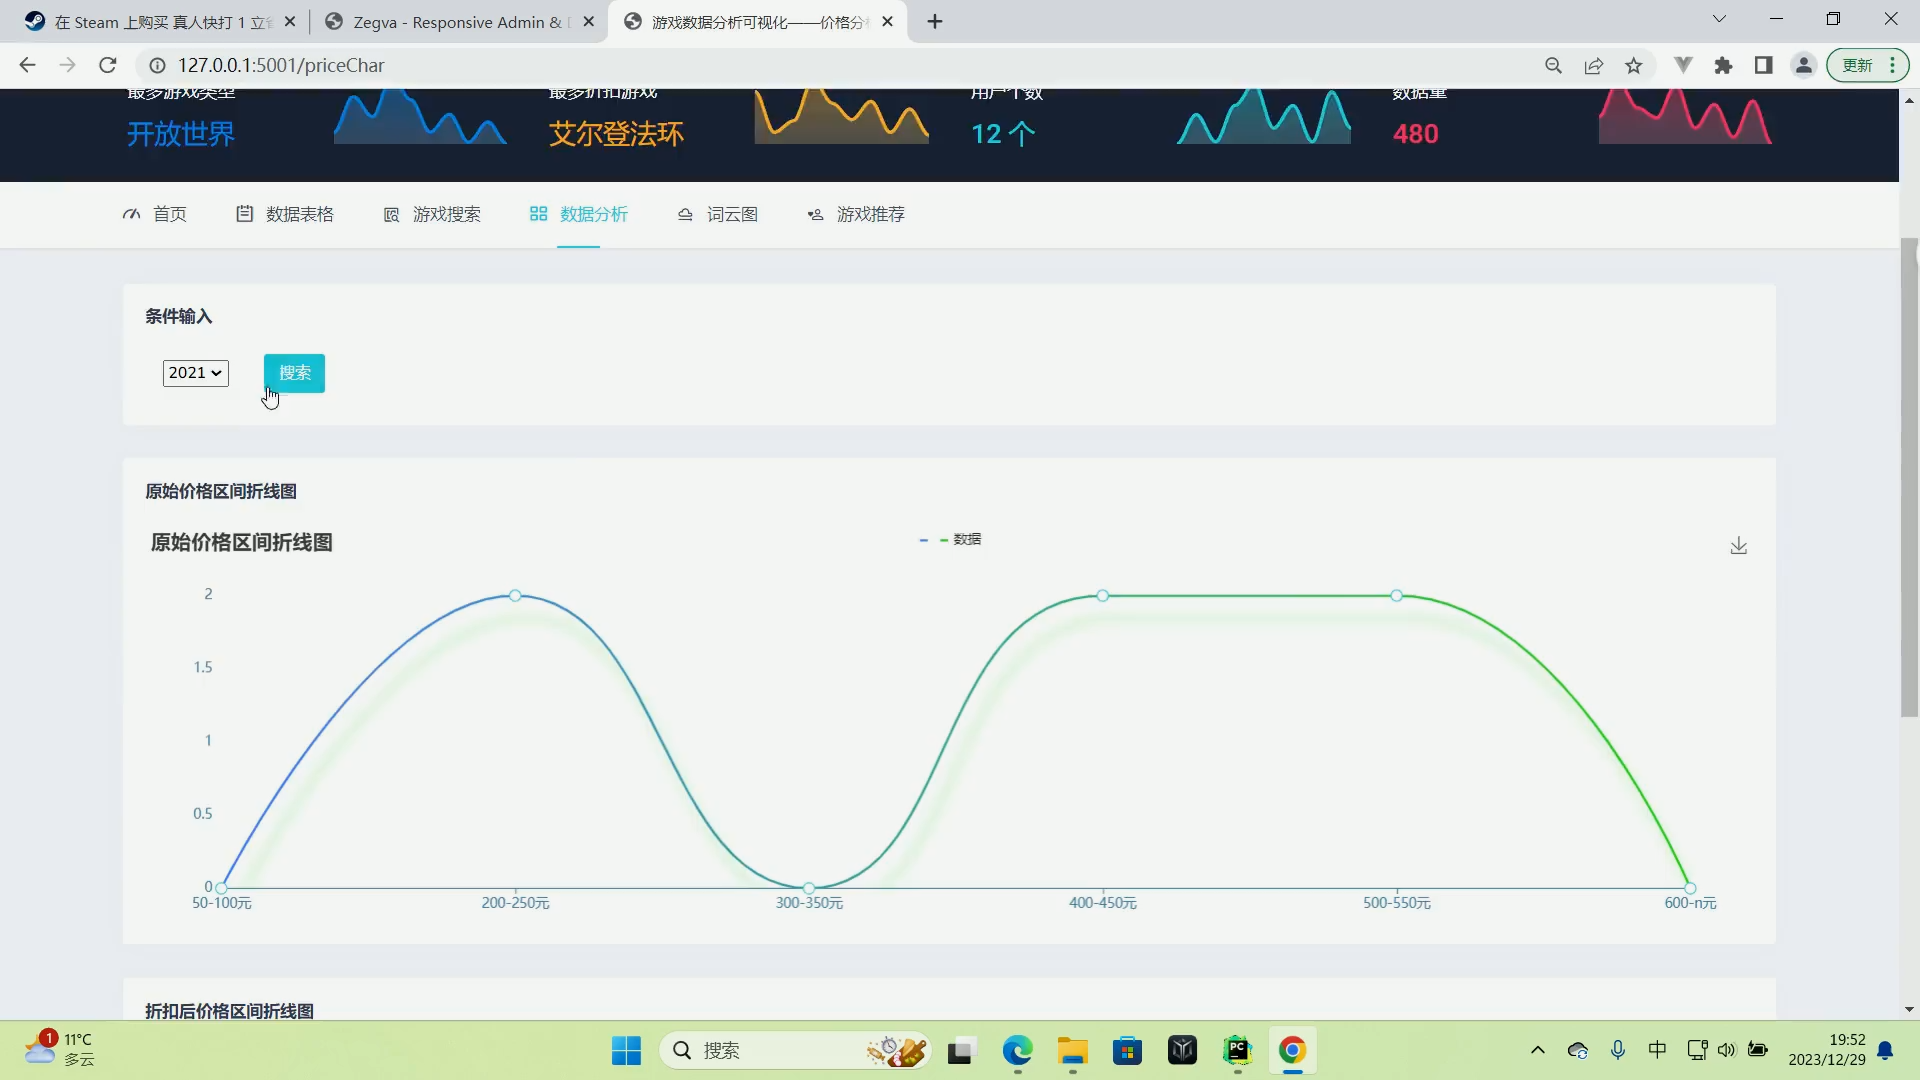 在 Steam 上购买 真人快打 1 立省
Zegva - Responsive Admin &
游戏数据分析可视化——价格分
127.0.0.1:5001/priceChar
更新
最多游戏类型
最多折扣游戏
用户个数
数据量
开放世界
艾尔登法环
12 个
480
首页
数据表格
游戏搜索
数据分析
词云图
游戏推荐
条件输入
2021
搜索
原始价格区间折线图
原始价格区间折线图
数据
2
1.5
1
0.5
0
50-100元
200-250元
300-350元
400-450元
500-550元
600-n元
折扣后价格区间折线图
1
11°C
多云
搜索
PC
中
19:52
2023/12/29